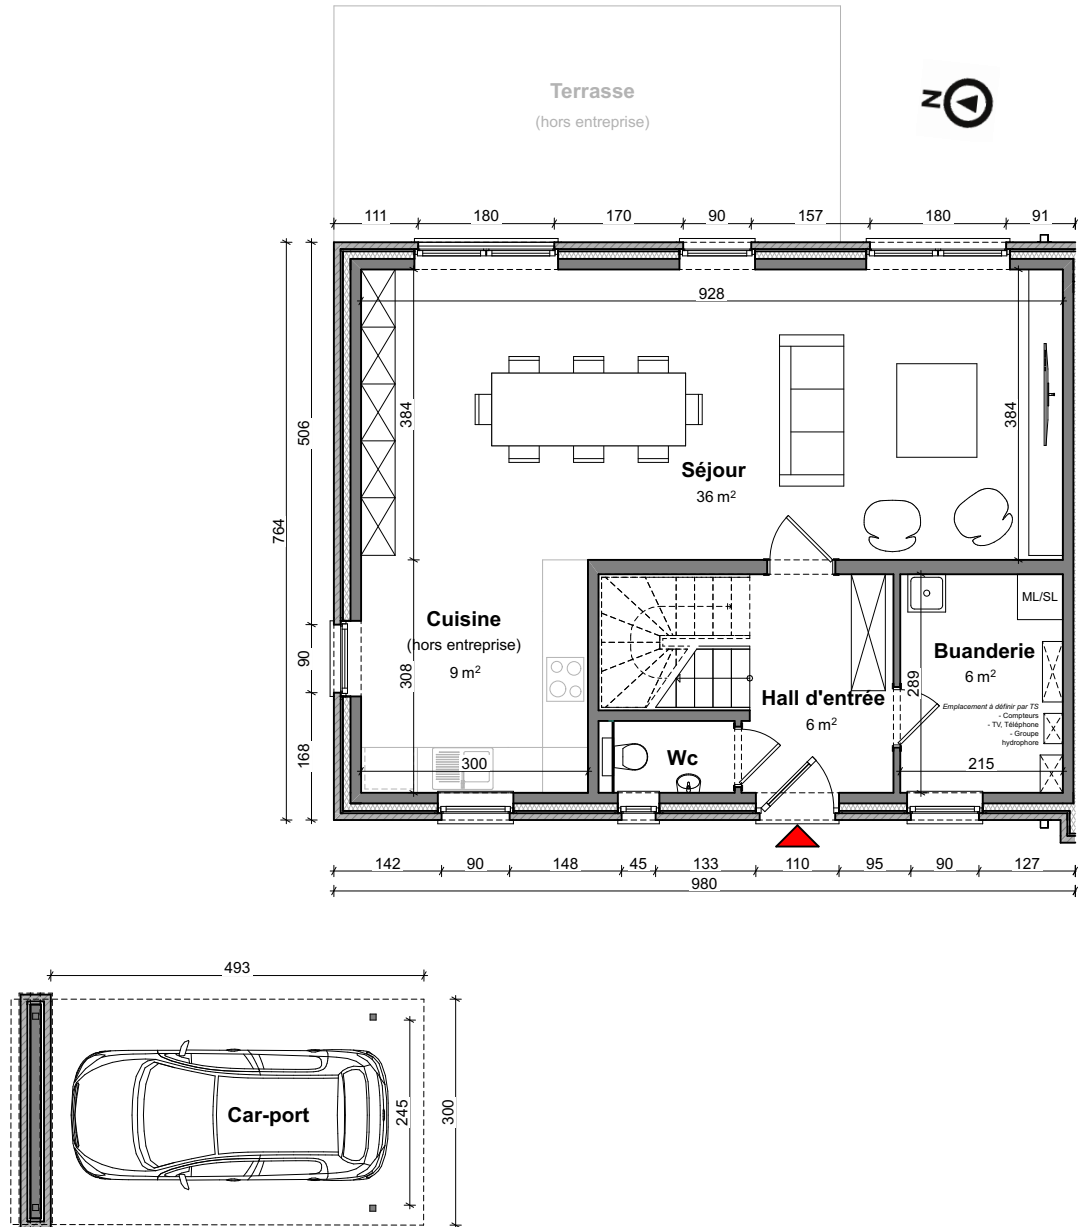 Terrasse
(hors entreprise)
N
111 180 170 90 157 180 91
928
506
384
384
764
Séjour
36 m²
ML/SL
Cuisine
(hors entreprise)
9 m²
Buanderie
6 m²
90
308
289
Hall d'entrée
6 m²
Emplacement à définir par TS
- Compteurs
- TV, Téléphone
- Groupe
hydrophore
168
300
Wc
215
142 90 148 45 133 110 95 90 127
980
493
Car-port
245
300